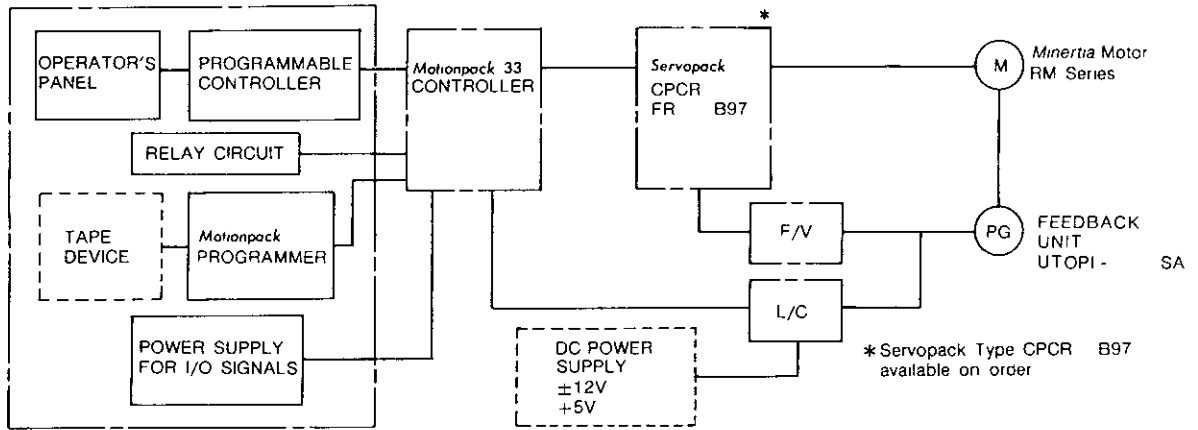 OPERATOR'S
PANEL
PROGRAMMABLE
CONTROLLER
Motionpack 33
CONTROLLER
*
Servopack
CPCR
FR B97
M
Minertia Motor
RM Series
RELAY CIRCUIT
TAPE
DEVICE
Motionpack
PROGRAMMER
F/V
PG
FEEDBACK
UNIT
UTOPI - SA
L/C
POWER SUPPLY
FOR I/O SIGNALS
DC POWER
SUPPLY
±12V
+5V
* Servopack Type CPCR B97
available on order